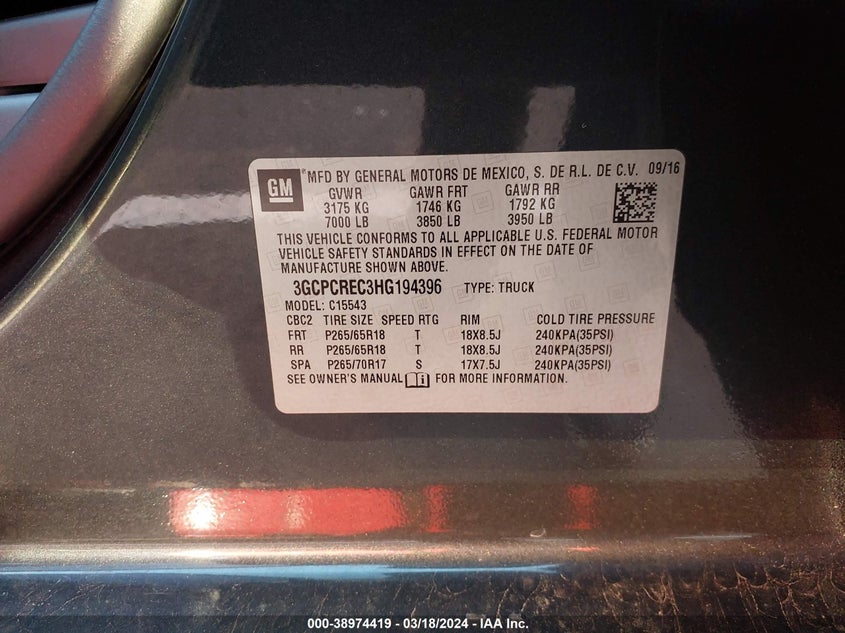 GM
®MFD BY GENERAL MOTORS DE MEXICO, S. DE R.L. DE C.V. 09/16
GVWR GAWR FRT GAWR RR
3175 KG 1746 KG 1792 KG
7000 LB 3850 LB 3950 LB
THIS VEHICLE CONFORMS TO ALL APPLICABLE U.S. FEDERAL MOTOR
VEHICLE SAFETY STANDARDS IN EFFECT ON THE DATE OF
MANUFACTURE SHOWN ABOVE.
3GCPCREC3HG194396 TYPE: TRUCK
MODEL: C15543
CBC2 TIRE SIZE SPEED RTG RIM COLD TIRE PRESSURE
FRT P265/65R18 T 18X8.5J 240KPA(35PSI)
RR P265/65R18 T 18X8.5J 240KPA(35PSI)
SPA P265/70R17 S 17X7.5J 240KPA(35PSI)
SEE OWNER'S MANUAL i FOR MORE INFORMATION.
000-38974419 - 03/18/2024 - IAA Inc.